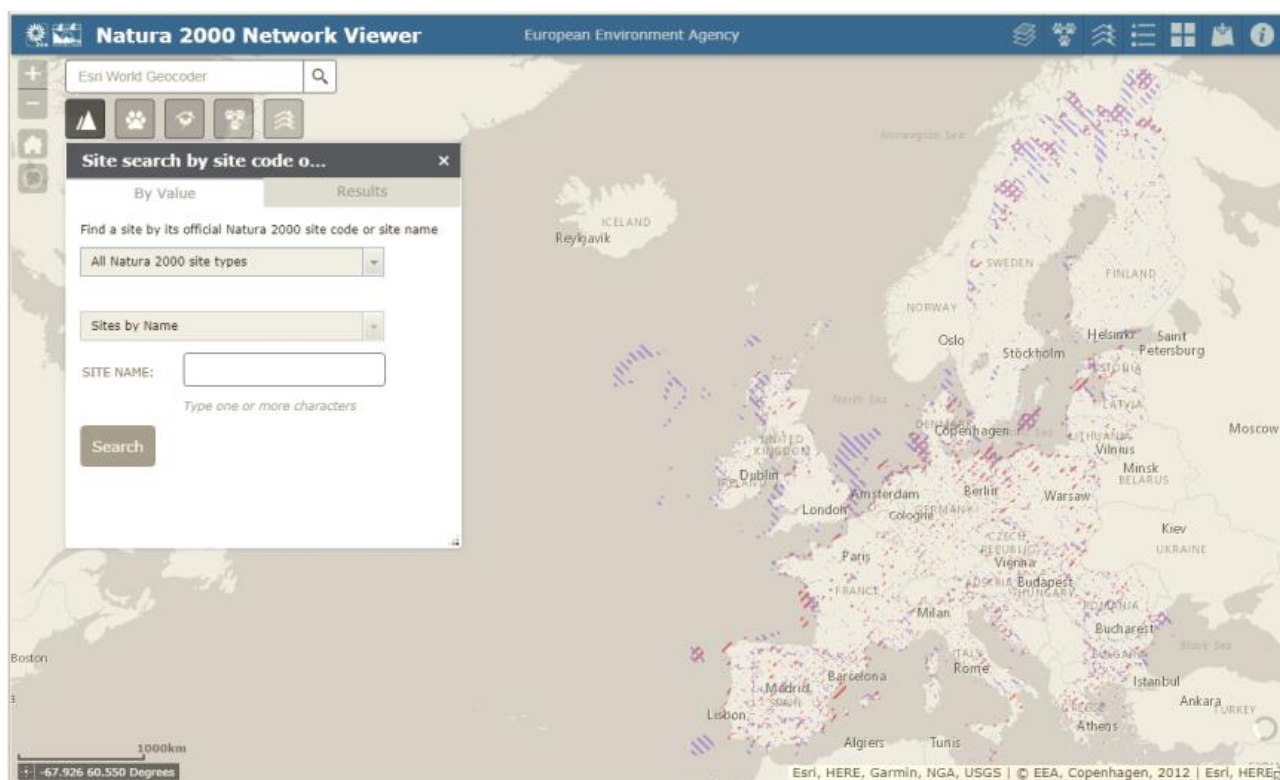 Natura 2000 Network Viewer
European Environment Agency
Esri World Geocoder
Site search by site code o...
By Value
Results
Find a site by its official Natura 2000 site code or site name
All Natura 2000 site types
Sites by Name
SITE NAME:
Type one or more characters
Search
Norwegian Sea
ICELAND
Reykjavik
SWEDEN
FINLAND
NORWAY
Oslo
Helsinki
Saint
Petersburg
Stockholm
ESTONIA
North Sea
LATVIA
DENMARK
Copenhagen
Moscow
LITHUANIA
Vilnius
UNITED
KINGDOM
Dublin
IRELAND
Minsk
BELARUS
Amsterdam
Berlin
Warsaw
London
Cologne
GERMANY
Kiev
UKRAINE
CZECH
REPUBLIC
Paris
Vienna
AUSTRIA
Budapest
HUNGARY
FRANCE
Milan
ROMANIA
Bucharest
Boston
ITALY
Rome
BULGARIA
Black Sea
Barcelona
Istanbul
Madrid
SPAIN
Ankara
TURKEY
Lisbon
GREECE
Athens
Algiers
Tunis
1000km
-67.926 60.550 Degrees
Esri, HERE, Garmin, NGA, USGS | © EEA, Copenhagen, 2012 | Esri, HERE